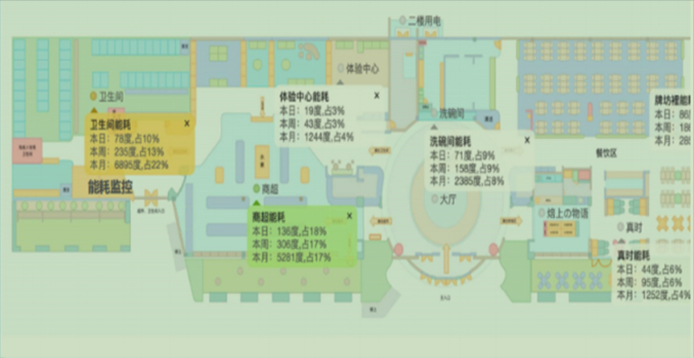 二楼用电
体验中心
卫生间
体验中心能耗 X
本日：19度,占3%
本周：43度,占3%
本月：1244度,占4%
卫生间能耗 X
本日：78度,占10%
本周：235度,占13%
本月：6895度,占22%
洗碗间
洗碗间能耗 X
本日：71度,占9%
本周：158度,占9%
本月：2385度,占8%
牌坊裡能
本日：86
本周：18
本月：28
餐饮区
能耗监控
商超
大厅
焙上の物语
商超能耗 X
本日：136度,占18%
本周：306度,占17%
本月：5281度,占17%
真时
真时能耗
本日：44度,占6%
本周：95度,占6%
本月：1252度,占4%